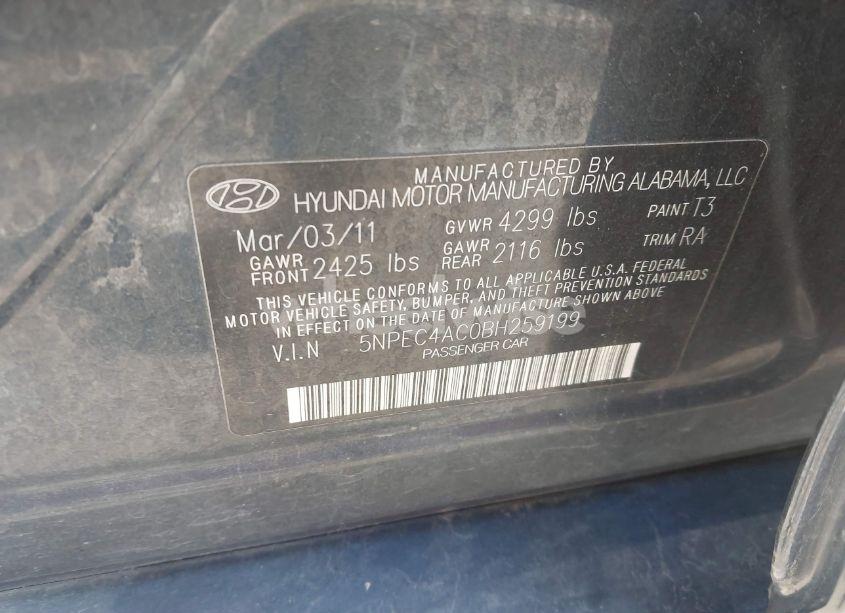 MANUFACTURED BY
HYUNDAI MOTOR MANUFACTURING ALABAMA, LLC
Mar/03/11 GVWR 4299 lbs PAINT T3
GAWR FRONT 2425 lbs GAWR REAR 2116 lbs TRIM RA
THIS VEHICLE CONFORMS TO ALL APPLICABLE U.S.A. FEDERAL
MOTOR VEHICLE SAFETY, BUMPER, AND THEFT PREVENTION STANDARDS
IN EFFECT ON THE DATE OF MANUFACTURE SHOWN ABOVE
V.I.N 5NPEC4AC0BH259199
PASSENGER CAR